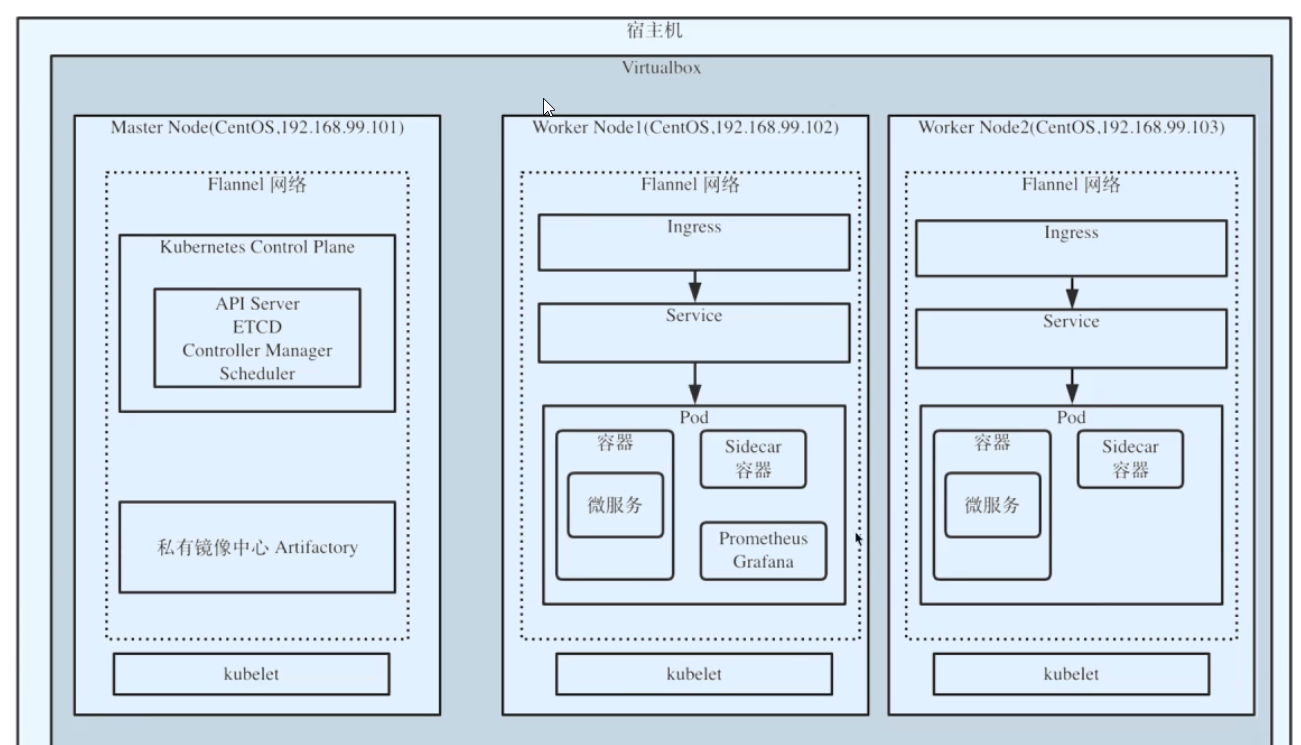 宿主机
Virtualbox
Master Node(CentOS,192.168.99.101)
Flannel 网络
Kubernetes Control Plane
API Server
ETCD
Controller Manager
Scheduler
私有镜像中心 Artifactory
kubelet
Worker Node1(CentOS,192.168.99.102)
Flannel 网络
Ingress
Service
Pod
容器
微服务
Sidecar
容器
Prometheus
Grafana
kubelet
Worker Node2(CentOS,192.168.99.103)
Flannel 网络
Ingress
Service
Pod
容器
微服务
Sidecar
容器
kubelet